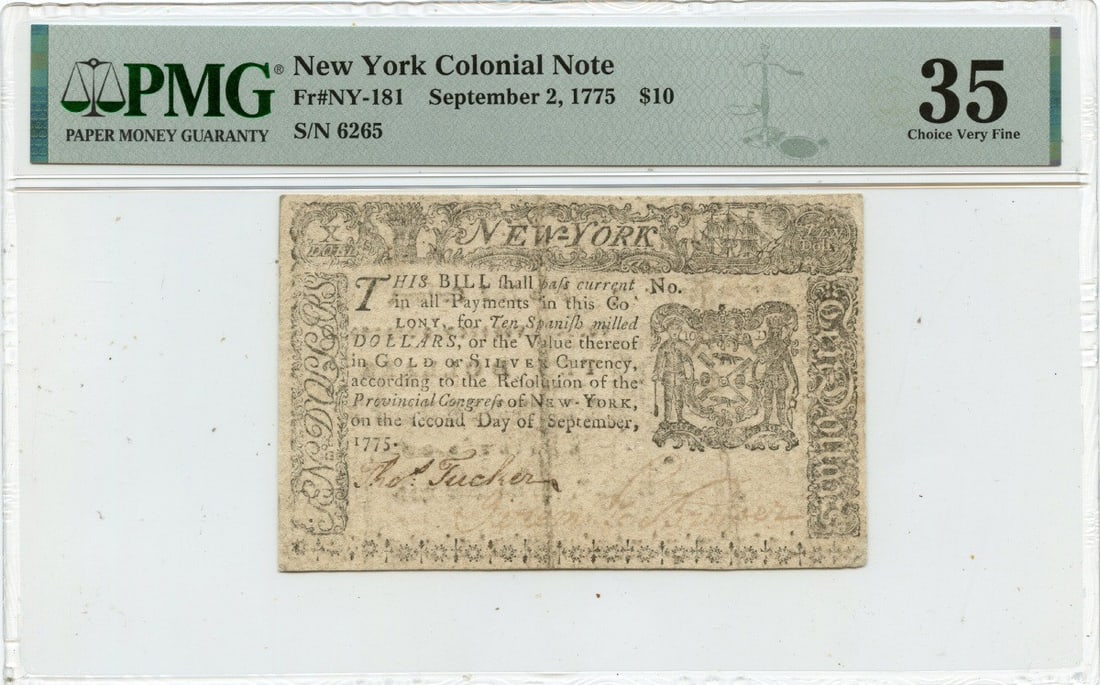 PMG®
PAPER MONEY GUARANTY
New York Colonial Note
Fr#NY-181 September 2, 1775 $10
S/N 6265
35
Choice Very Fine
X
NEW-YORK
Ten
Doll
THIS BILL ſhall paſs current
in all Payments in this Co
LONY, for Ten Spaniſh milled
DOLLARS, or the Value thereof
in GOLD or SILVER Currency,
according to the Reſolution of the
Provincial Congreſs of NEW-YORK,
on the ſecond Day of September,
1775.
No.
Thos. Tucker